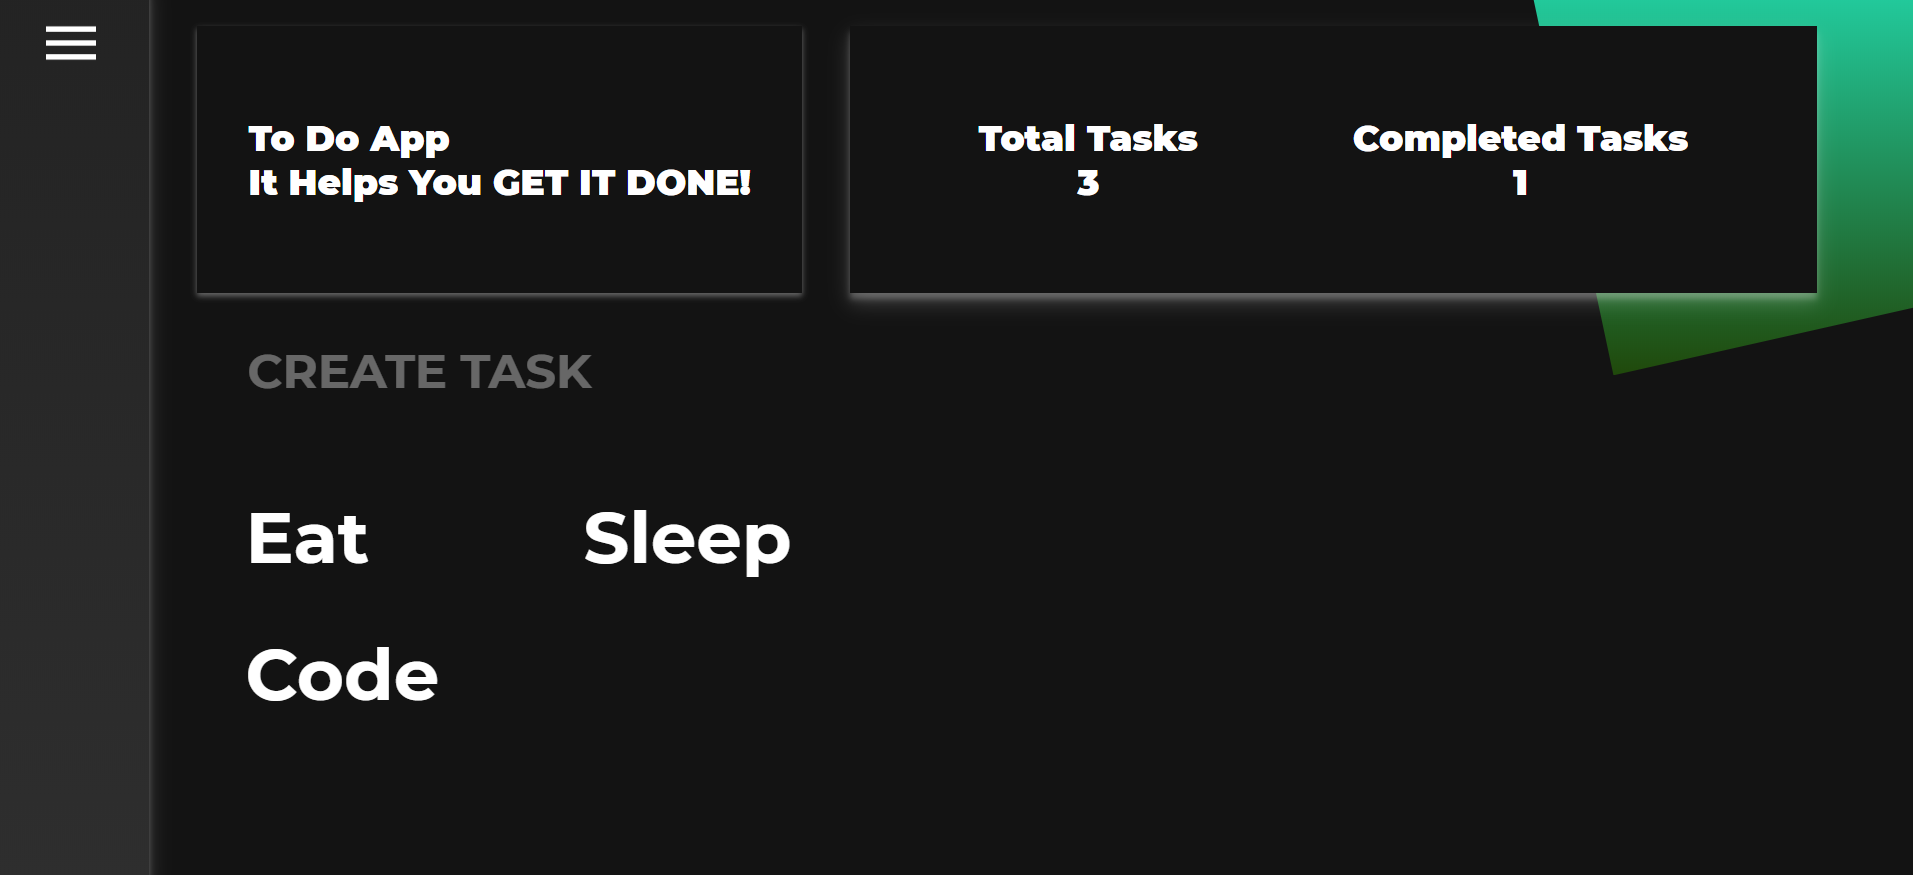 To Do App
It Helps You GET IT DONE!
Total Tasks
3
Completed Tasks
1
CREATE TASK
Eat
Sleep
Code